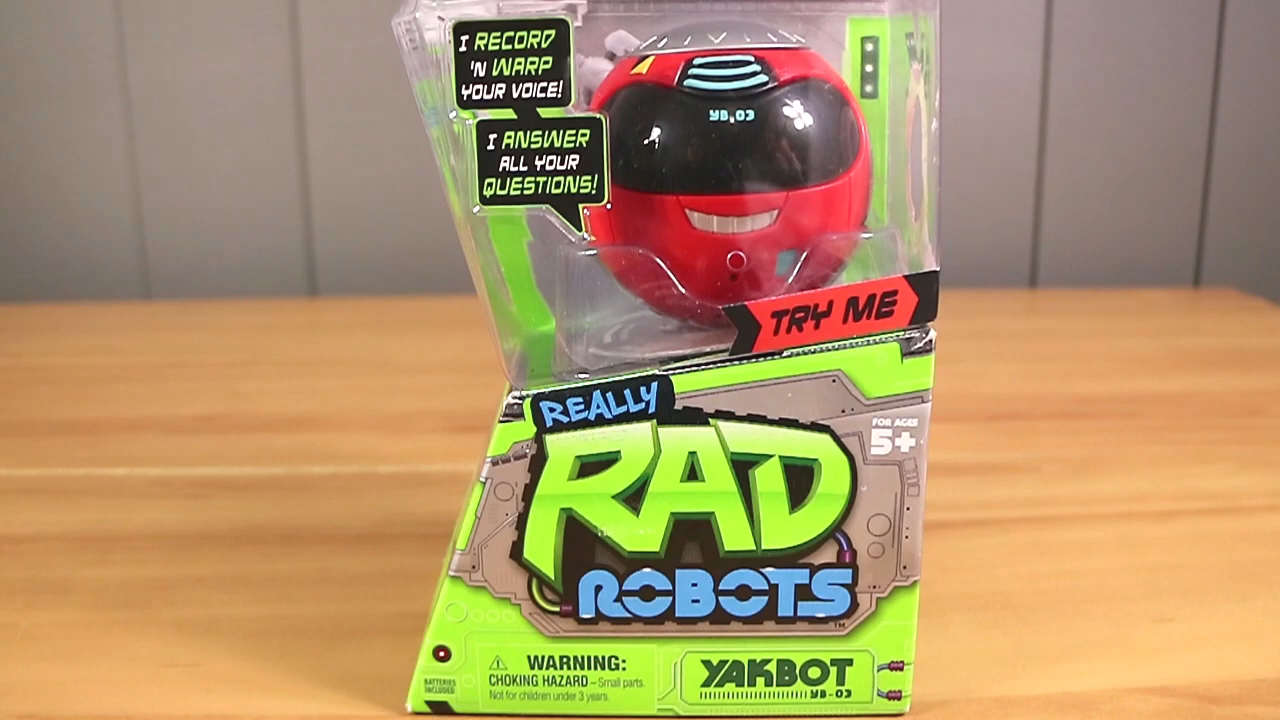 I RECORD
'N WARP
YOUR VOICE!
I ANSWER
ALL YOUR
QUESTIONS!
YB.03
TRY ME
REALLY
RAD
ROBOTS
TM
FOR AGES
5+
WARNING:
CHOKING HAZARD – Small parts.
Not for children under 3 years.
BATTERIES
INCLUDED
YAKBOT
YB-03